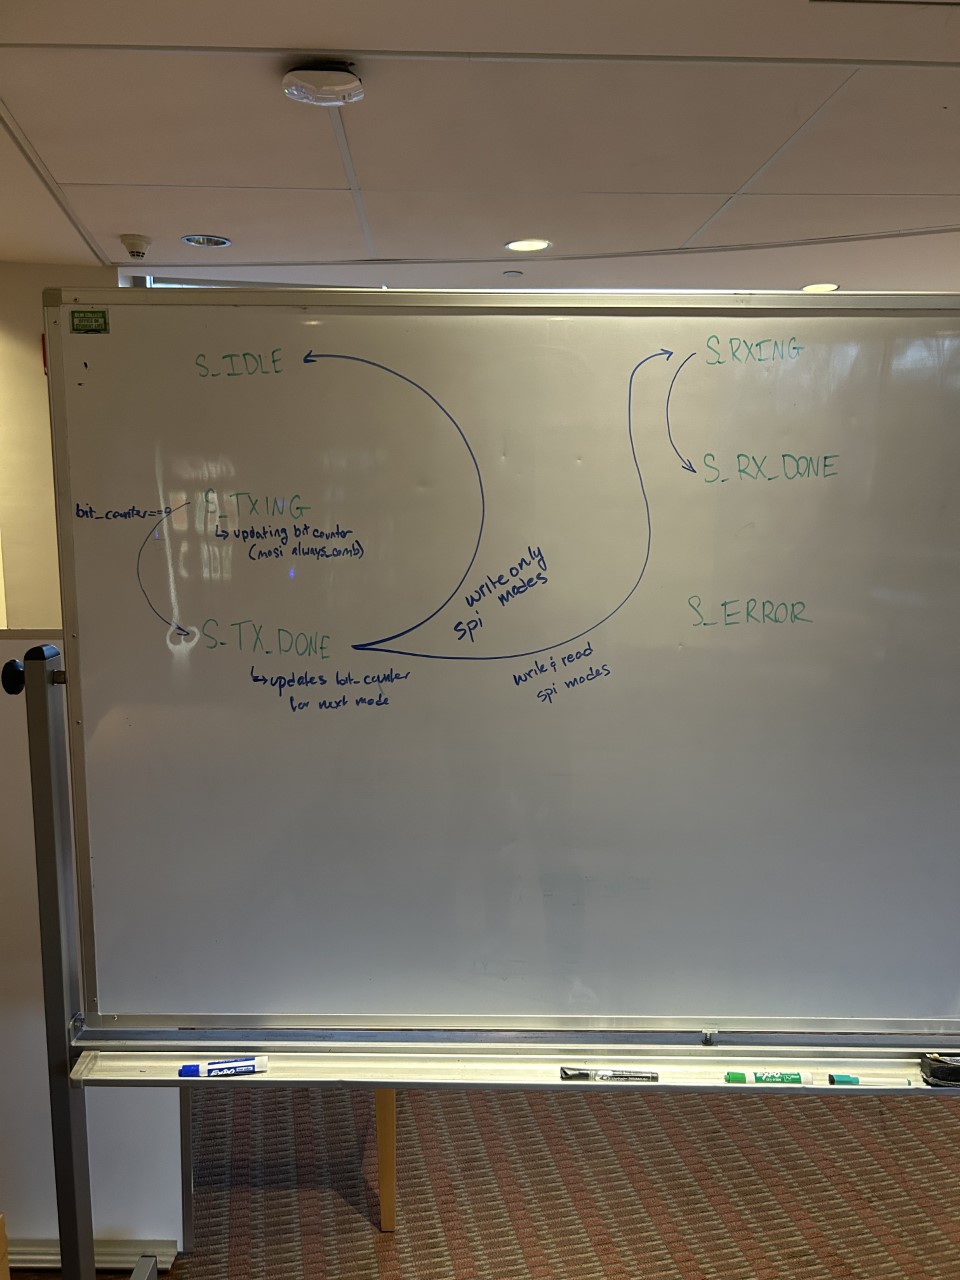 S_IDLE
S_RXING
S_RX_DONE
bit_counter==0
S_TXING
↳ updating bit counter
(mosi always_comb)
write only
spi modes
S_ERROR
S_TX_DONE
↳ updates bit_counter
for next mode
write & read
spi modes
EXPO